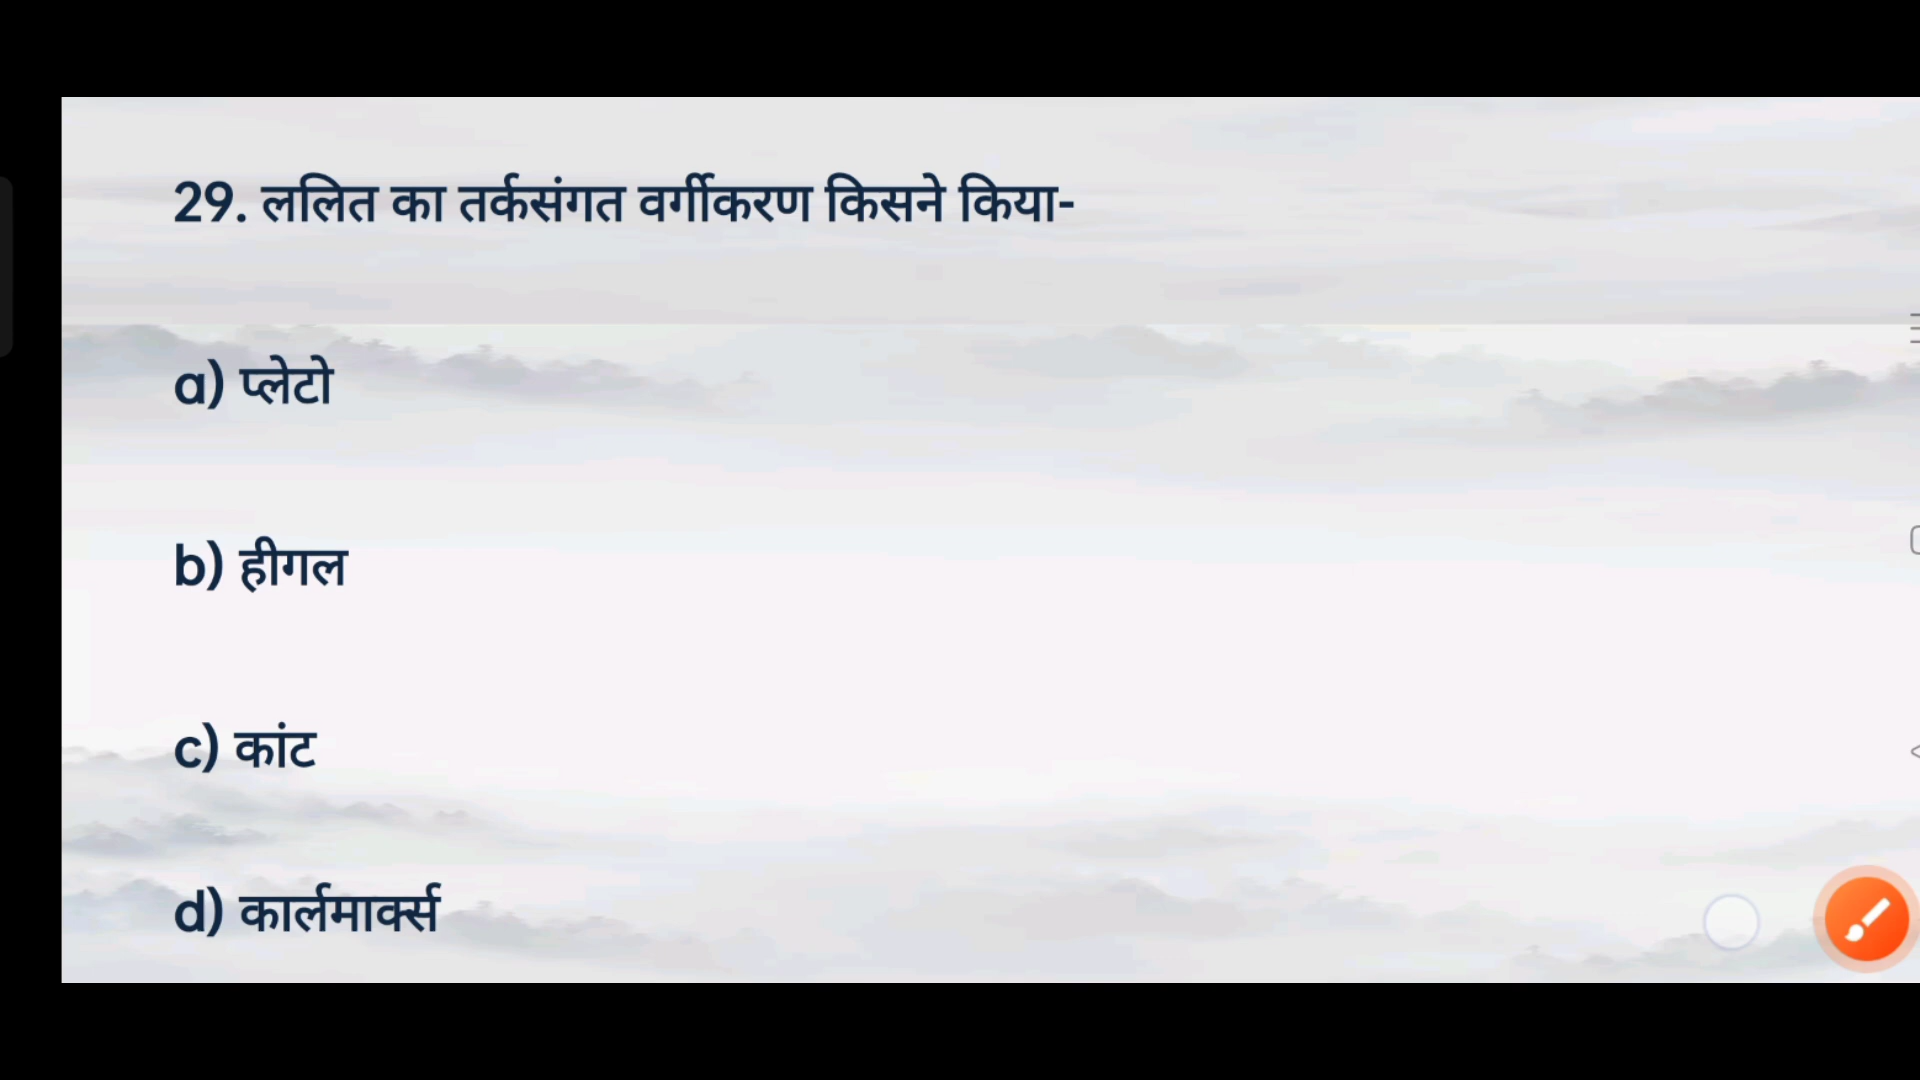 29. ललित का तर्कसंगत वर्गीकरण किसने किया-
a) प्लेटो
b) हीगल
c) कांट
d) कार्लमार्क्स